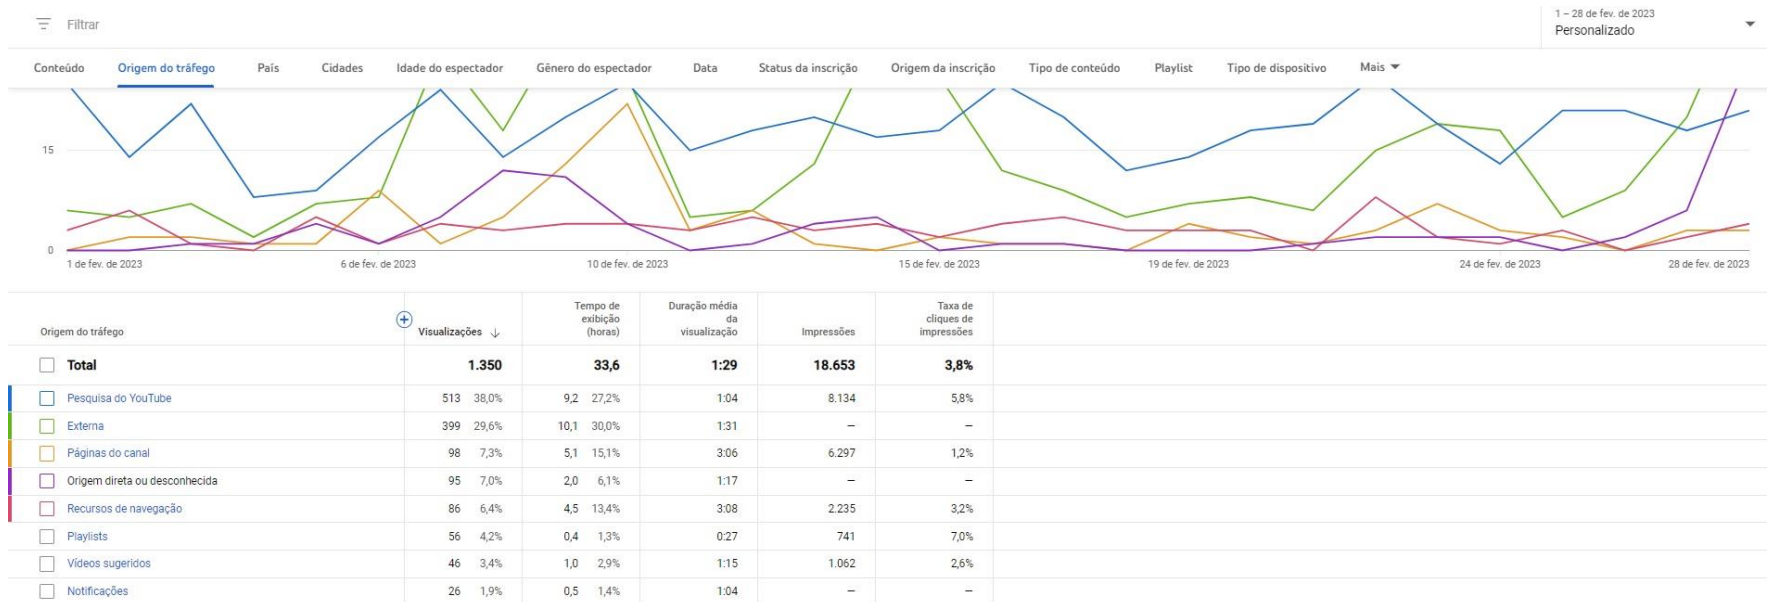 Filtrar
1 – 28 de fev. de 2023
Personalizado
Conteúdo Origem do tráfego País Cidades Idade do espectador Gênero do espectador Data Status da inscrição Origem da inscrição Tipo de conteúdo Playlist Tipo de dispositivo Mais
15
0
1 de fev. de 2023 6 de fev. de 2023 10 de fev. de 2023 15 de fev. de 2023 19 de fev. de 2023 24 de fev. de 2023 28 de fev. de 2023
Origem do tráfego
Visualizações
Tempo de
exibição
(horas)
Duração média
da
visualização
Impressões
Taxa de
cliques de
impressões
Total 1.350 33,6 1:29 18.653 3,8%
Pesquisa do YouTube 513 38,0% 9,2 27,2% 1:04 8.134 5,8%
Externa 399 29,6% 10,1 30,0% 1:31 — —
Páginas do canal 98 7,3% 5,1 15,1% 3:06 6.297 1,2%
Origem direta ou desconhecida 95 7,0% 2,0 6,1% 1:17 — —
Recursos de navegação 86 6,4% 4,5 13,4% 3:08 2.235 3,2%
Playlists 56 4,2% 0,4 1,3% 0:27 741 7,0%
Vídeos sugeridos 46 3,4% 1,0 2,9% 1:15 1.062 2,6%
Notificações 26 1,9% 0,5 1,4% 1:04 — —